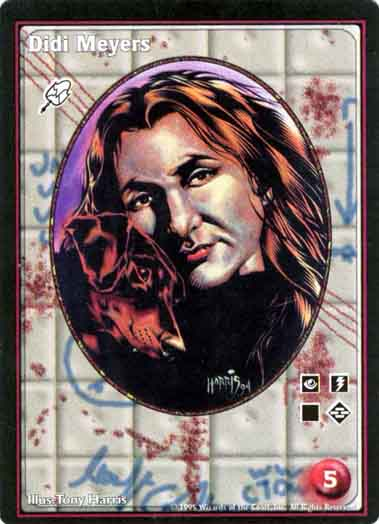 Didi Meyers
HARRIS 94
5
Illus: Tony Harris
© 1995 Wizards of the Coast, Inc. All Rights Reserved.